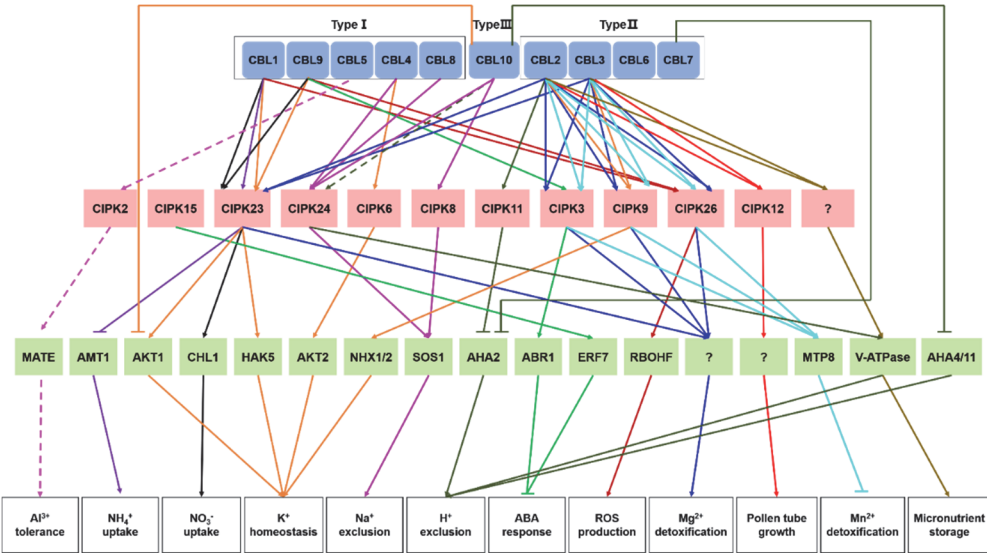 Type Ⅰ TypeⅢ TypeⅡ
CBL1 CBL9 CBL5 CBL4 CBL8 CBL10 CBL2 CBL3 CBL6 CBL7
CIPK2 CIPK15 CIPK23 CIPK24 CIPK6 CIPK8 CIPK11 CIPK3 CIPK9 CIPK26 CIPK12 ?
MATE AMT1 AKT1 CHL1 HAK5 AKT2 NHX1/2 SOS1 AHA2 ABR1 ERF7 RBOHF ? ? MTP8 V-ATPase AHA4/11
Al³⁺
tolerance
NH₄⁺
uptake
NO₃⁻
uptake
K⁺
homeostasis
Na⁺
exclusion
H⁺
exclusion
ABA
response
ROS
production
Mg²⁺
detoxification
Pollen tube
growth
Mn²⁺
detoxification
Micronutrient
storage